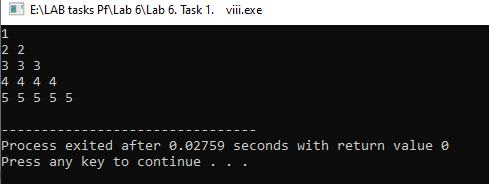 E:\LAB tasks Pf\Lab 6\Lab 6. Task 1.    viii.exe
1
2 2
3 3 3
4 4 4 4
5 5 5 5 5
--------------------------------
Process exited after 0.02759 seconds with return value 0
Press any key to continue . . .